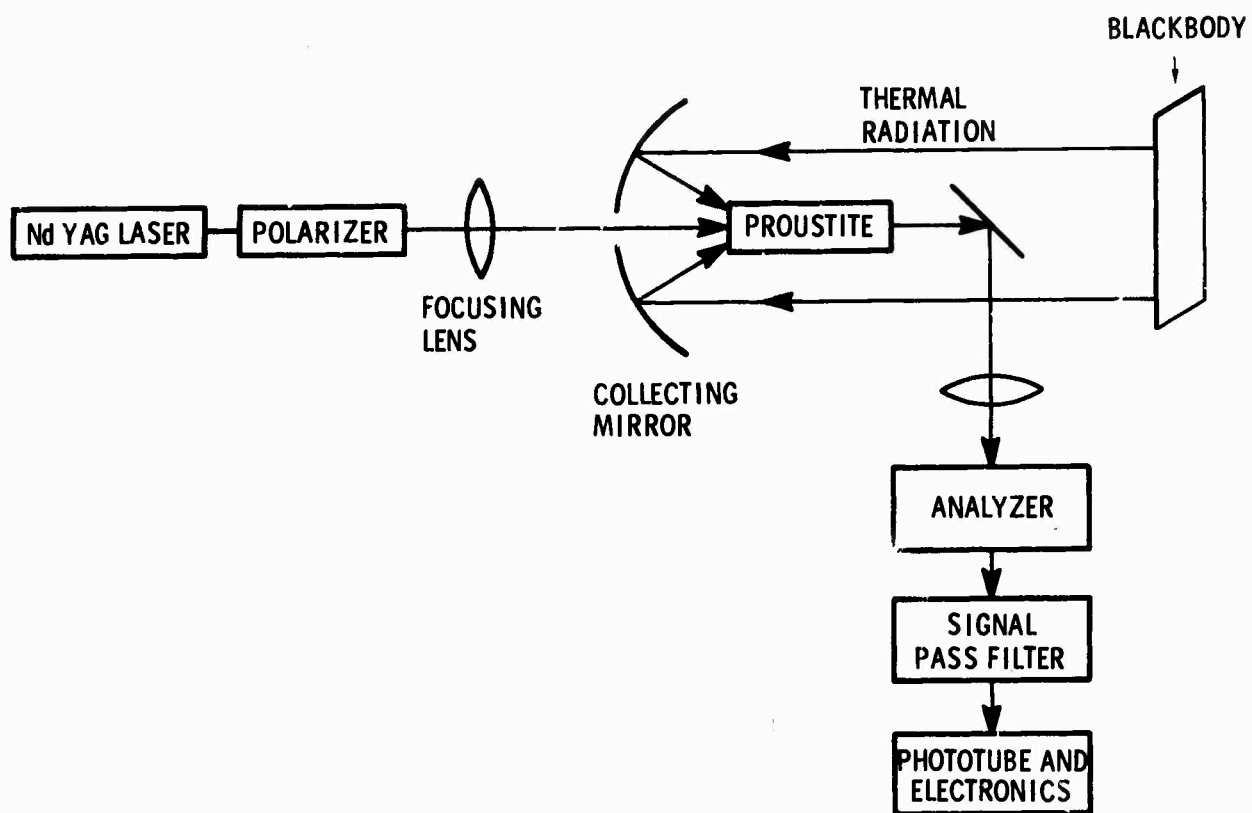 BLACKBODY
THERMAL
RADIATION
Nd YAG LASER
POLARIZER
PROUSTITE
FOCUSING
LENS
COLLECTING
MIRROR
ANALYZER
SIGNAL
PASS FILTER
PHOTOTUBE AND
ELECTRONICS